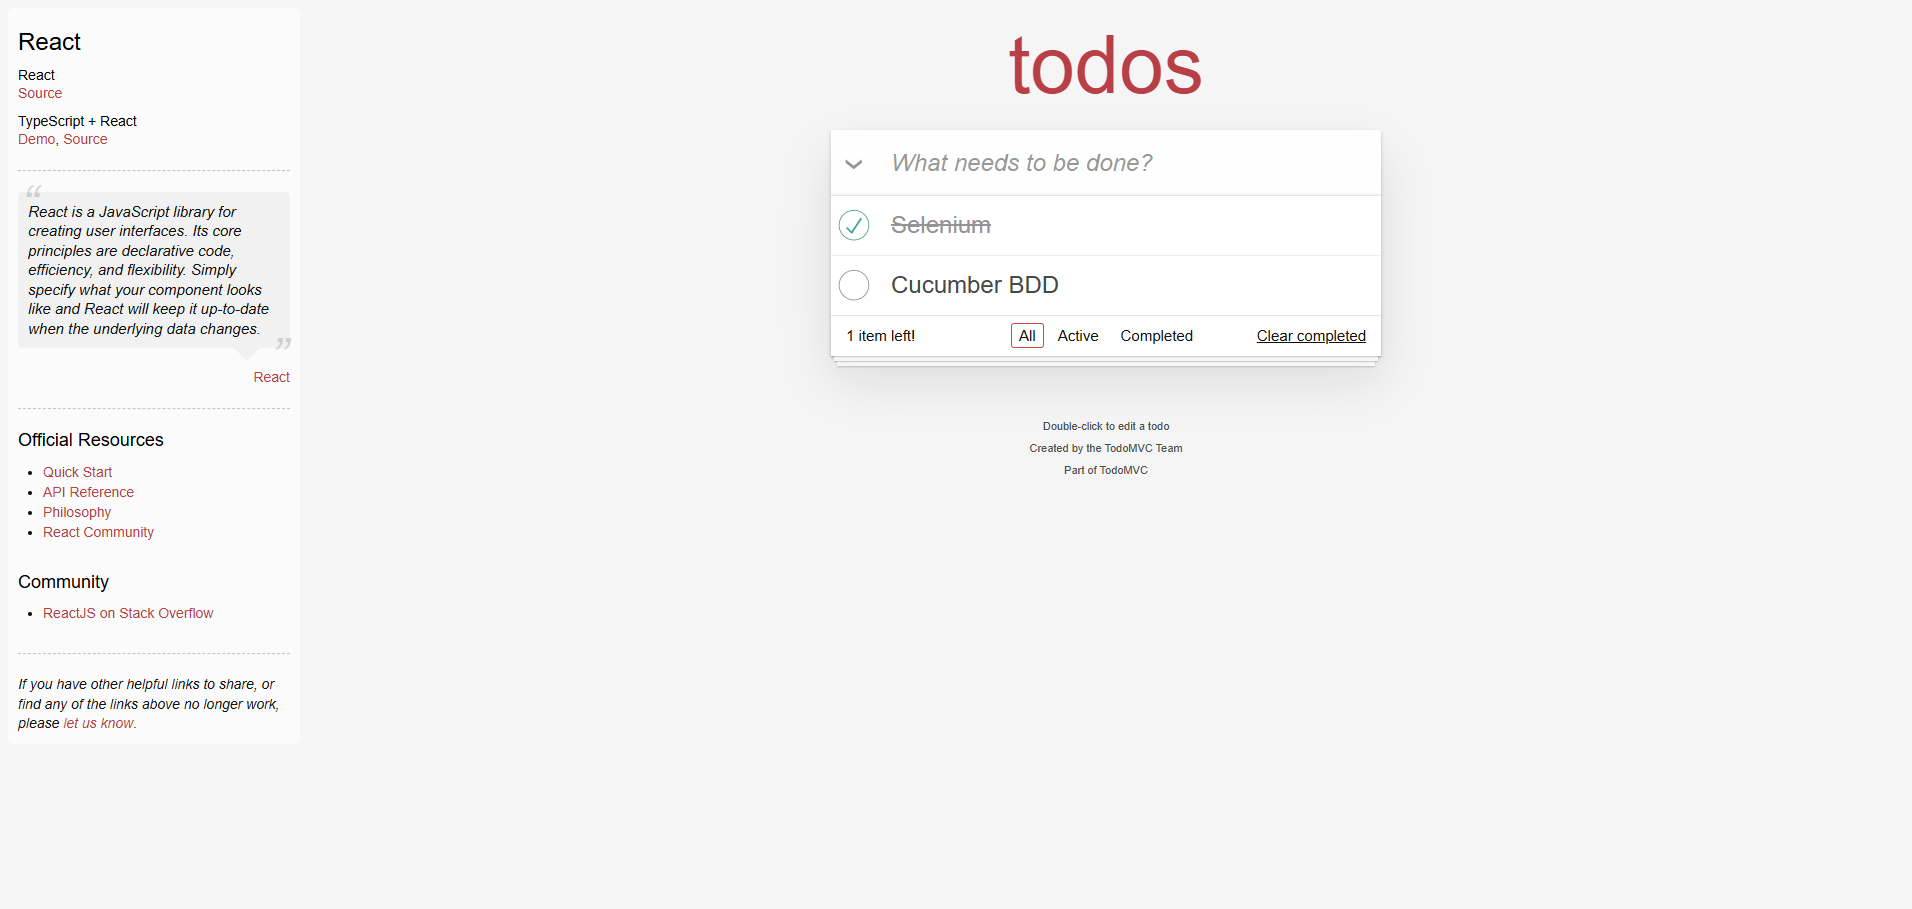 React
React
Source
TypeScript + React
Demo, Source
“
React is a JavaScript library for
creating user interfaces. Its core
principles are declarative code,
efficiency, and flexibility. Simply
specify what your component looks
like and React will keep it up-to-date
when the underlying data changes.
”
React
Official Resources
• Quick Start
• API Reference
• Philosophy
• React Community
Community
• ReactJS on Stack Overflow
If you have other helpful links to share, or
find any of the links above no longer work,
please let us know.
todos
What needs to be done?
Selenium
Cucumber BDD
1 item left! All Active Completed Clear completed
Double-click to edit a todo
Created by the TodoMVC Team
Part of TodoMVC